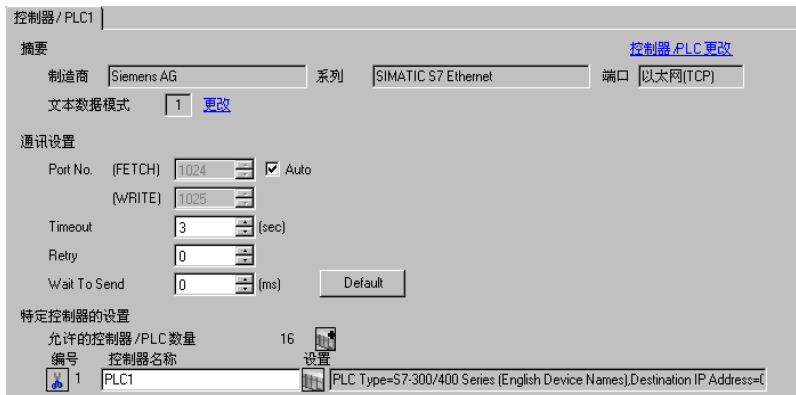 控制器/PLC1
摘要 控制器/PLC更改
制造商 Siemens AG 系列 SIMATIC S7 Ethernet 端口 以太网(TCP)
文本数据模式 1 更改
通讯设置
Port No. (FETCH) 1024 Auto
(WRITE) 1025
Timeout 3 (sec)
Retry 0
Wait To Send 0 (ms) Default
特定控制器的设置
允许的控制器/PLC数量 16
编号 控制器名称 设置
1 PLC1 PLC Type=S7-300/400 Series (English Device Names),Destination IP Address=